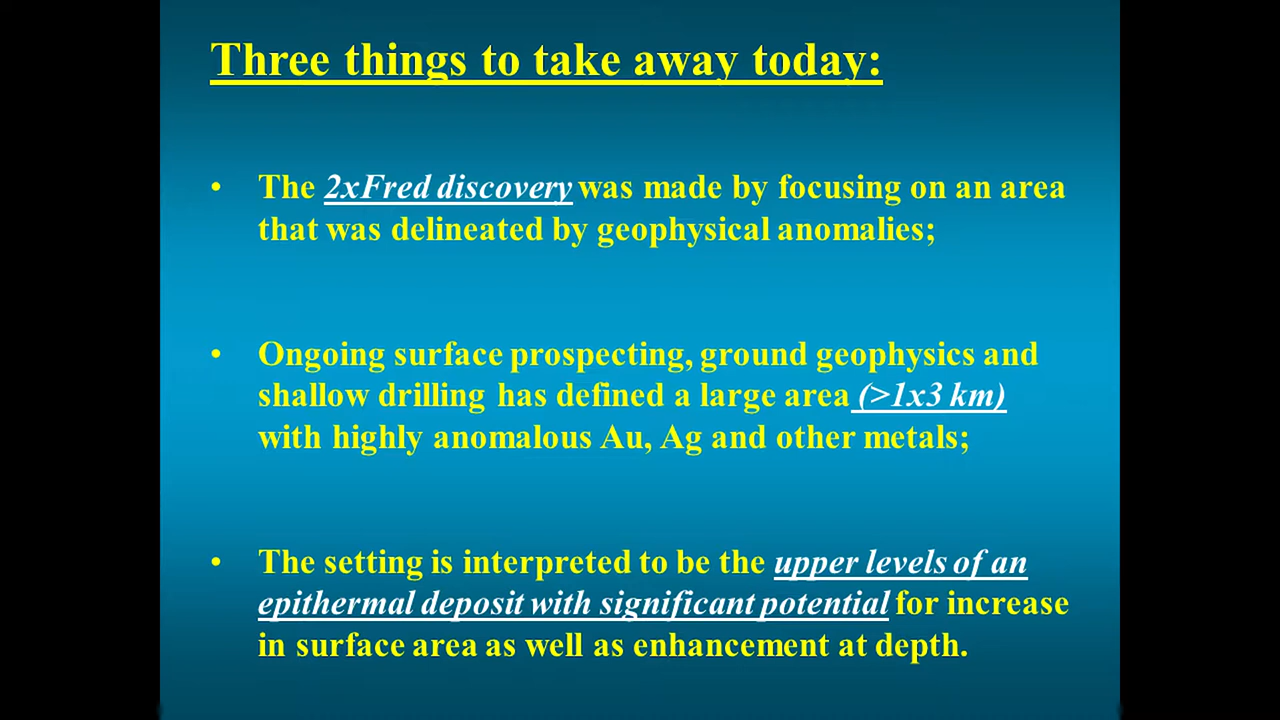 Three things to take away today:
• The 2xFred discovery was made by focusing on an area
that was delineated by geophysical anomalies;
• Ongoing surface prospecting, ground geophysics and
shallow drilling has defined a large area (>1x3 km)
with highly anomalous Au, Ag and other metals;
• The setting is interpreted to be the upper levels of an
epithermal deposit with significant potential for increase
in surface area as well as enhancement at depth.